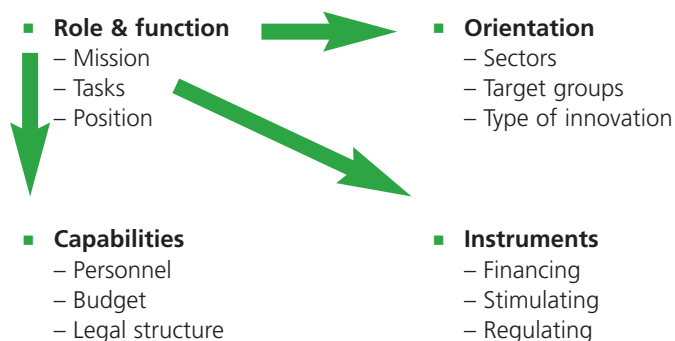 ▪ Role & function
– Mission
– Tasks
– Position
▪ Orientation
– Sectors
– Target groups
– Type of innovation
▪ Capabilities
– Personnel
– Budget
– Legal structure
▪ Instruments
– Financing
– Stimulating
– Regulating